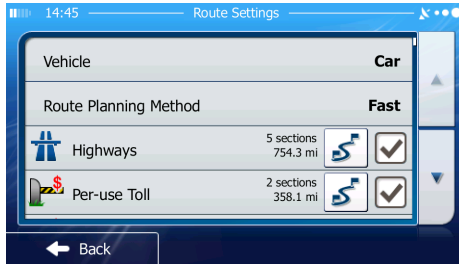 14:45 Route Settings
Vehicle Car
Route Planning Method Fast
Highways 5 sections 754.3 mi
$ Per-use Toll 2 sections 358.1 mi
Back